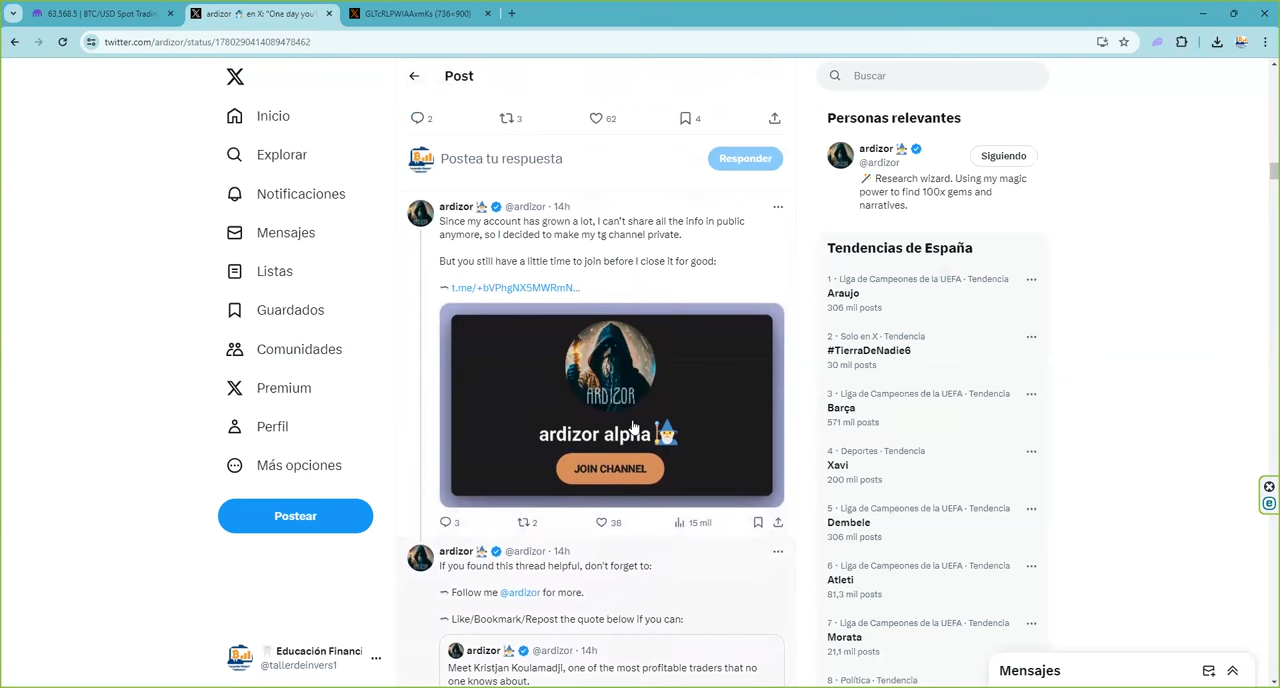 63,568.5 | BTC/USD Spot Tradin
ardizor en X: "One day you'
GLTcRLPWIAAxmKs (736×900)
twitter.com/ardizor/status/1780290414089478462
Inicio
Explorar
Notificaciones
Mensajes
Listas
Guardados
Comunidades
Premium
Perfil
Más opciones
Postear
Educación Financi
@tallerdeinvers1
Post
2 3 62 4
Postea tu respuesta
Responder
ardizor @ardizor · 14h
Since my account has grown a lot, I can't share all the info in public
anymore, so I decided to make my tg channel private.
But you still have a little time to join before I close it for good:
t.me/+bVPhgNX5MWRmN...
ARDIZOR
ardizor alpha
JOIN CHANNEL
3 2 38 15 mil
ardizor @ardizor · 14h
If you found this thread helpful, don't forget to:
Follow me @ardizor for more.
Like/Bookmark/Repost the quote below if you can:
ardizor @ardizor · 14h
Meet Kristjan Koulamadji, one of the most profitable traders that no
one knows about.
Buscar
Personas relevantes
ardizor
@ardizor
Siguiendo
Research wizard. Using my magic
power to find 100x gems and
narratives.
Tendencias de España
1 · Liga de Campeones de la UEFA · Tendencia
Araujo
306 mil posts
2 · Solo en X · Tendencia
#TierraDeNadie6
30 mil posts
3 · Liga de Campeones de la UEFA · Tendencia
Barça
571 mil posts
4 · Deportes · Tendencia
Xavi
200 mil posts
5 · Liga de Campeones de la UEFA · Tendencia
Dembele
306 mil posts
6 · Liga de Campeones de la UEFA · Tendencia
Atleti
81,3 mil posts
7 · Liga de Campeones de la UEFA · Tendencia
Morata
21,1 mil posts
8 · Política · Tendencia
Mensajes